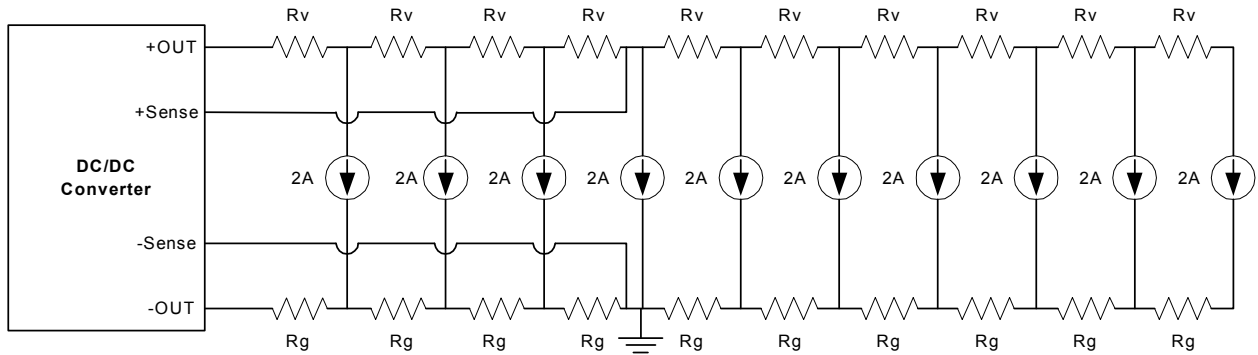 Rv Rv Rv Rv Rv Rv Rv Rv Rv Rv
+OUT
+Sense
DC/DC
Converter
2A 2A 2A 2A 2A 2A 2A 2A 2A 2A
-Sense
-OUT
Rg Rg Rg Rg Rg Rg Rg Rg Rg Rg